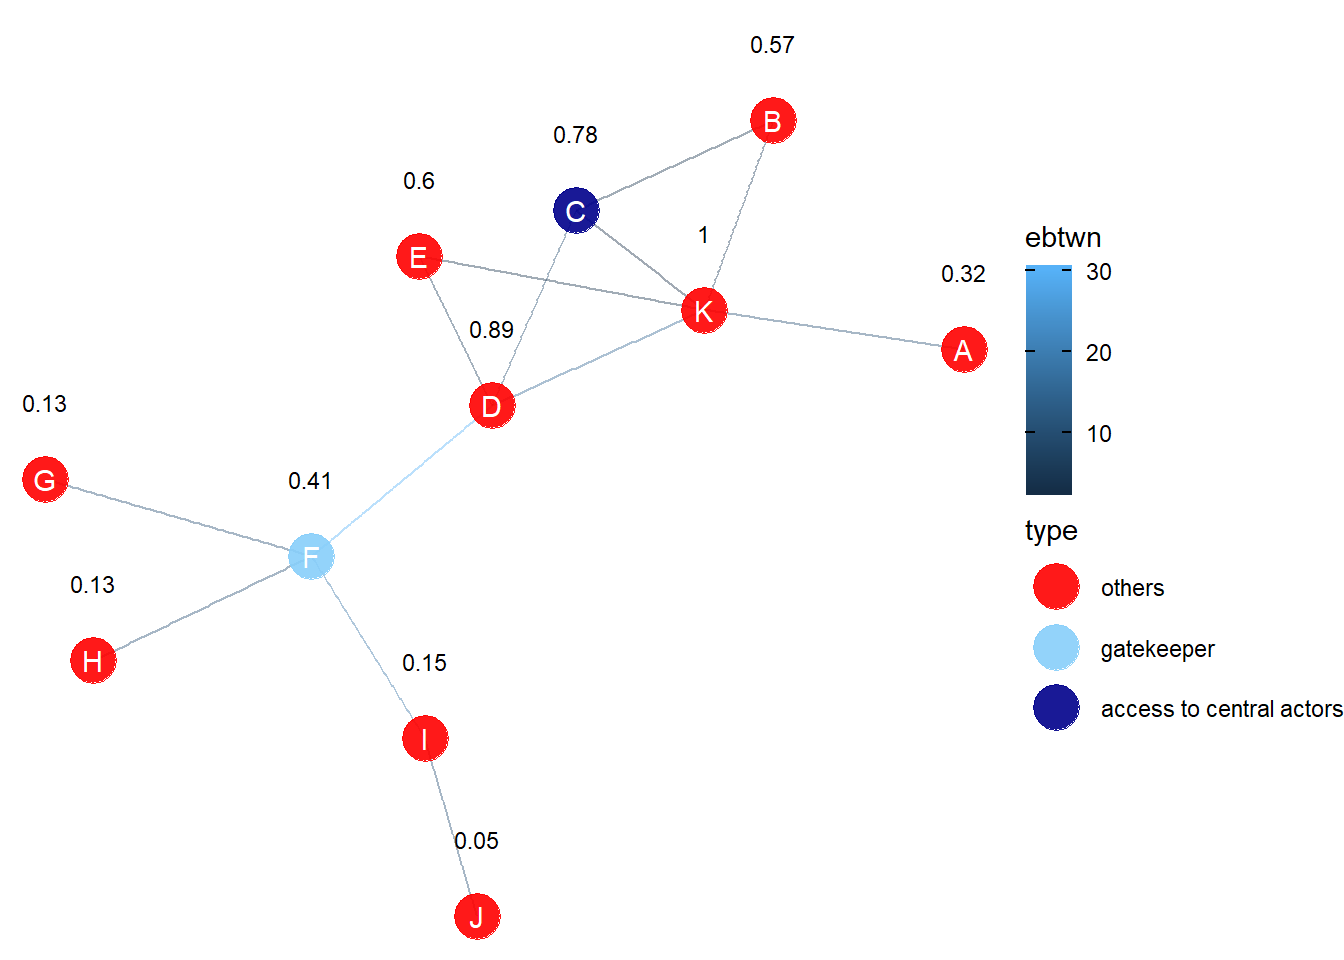 0.57
B
0.78
C
0.6
E
1
K
0.32
A
0.89
D
0.13
G
0.41
F
0.13
H
0.15
I
0.05
J
ebtwn
30
20
10
type
others
gatekeeper
access to central actors